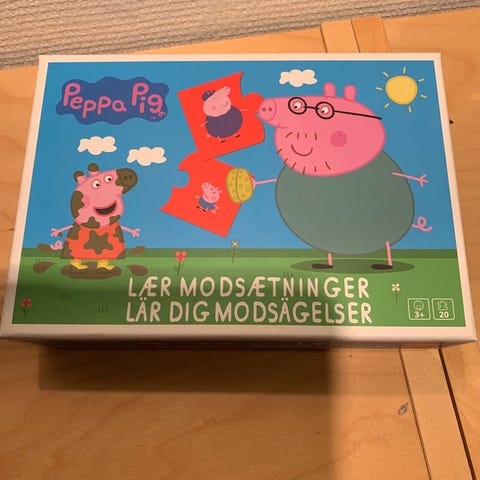 Peppa Pig
LÆR MODSÆTNINGER
LÄR DIG MODSÄGELSER
3+
20